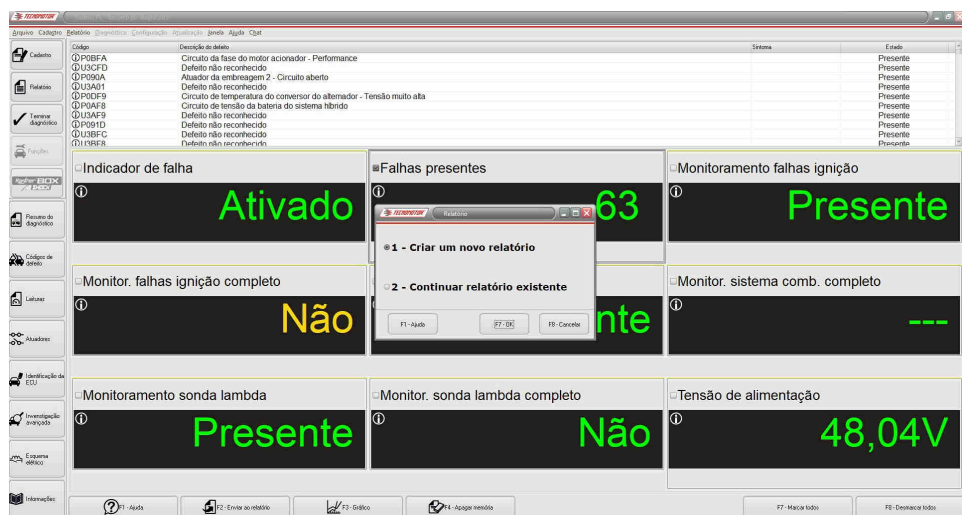 TECNOMOTOR
Arquivo Cadastro Relatório Diagnóstico Configuração Atualização Janela Ajuda Chat
Cadastro
Relatório
Terminar diagnóstico
Funções
Resumo do diagnóstico
Códigos de defeito
Leituras
Atuadores
Identificação da ECU
Investigação avançada
Esquema elétrico
Informações
Código Descrição do defeito Sintoma Estado
P0BFA Circuito da fase do motor acionador - Performance Presente
U3CFD Defeito não reconhecido Presente
P090A Atuador da embreagem 2 - Circuito aberto Presente
U3A01 Defeito não reconhecido Presente
P0DF9 Circuito de temperatura do conversor do alternador - Tensão muito alta Presente
P0AF8 Circuito de tensão da bateria do sistema híbrido Presente
U3AF9 Defeito não reconhecido Presente
P091D Defeito não reconhecido Presente
U3BFC Defeito não reconhecido Presente
U3BF8 Defeito não reconhecido Presente
Indicador de falha
Ativado
Falhas presentes
63
Monitoramento falhas ignição
Presente
Monitor. falhas ignição completo
Não
nte
Monitor. sistema comb. completo
---
Monitoramento sonda lambda
Presente
Monitor. sonda lambda completo
Não
Tensão de alimentação
48,04V
TECNOMOTOR Relatório
1 - Criar um novo relatório
2 - Continuar relatório existente
F1 - Ajuda F7 - OK F8 - Cancelar
F1 - Ajuda F2 - Enviar ao relatório F3 - Gráfico F4 - Apagar memória F7 - Marcar todos F8 - Desmarcar todos